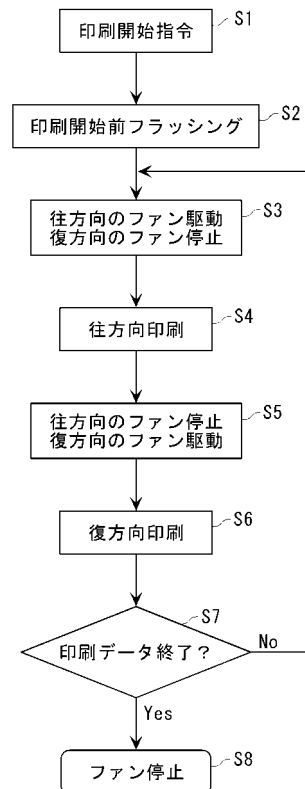 印刷開始指令
S1
印刷開始前フラッシング
S2
往方向のファン駆動
復方向のファン停止
S3
往方向印刷
S4
往方向のファン停止
復方向のファン駆動
S5
復方向印刷
S6
印刷データ終了?
S7
No
Yes
ファン停止
S8